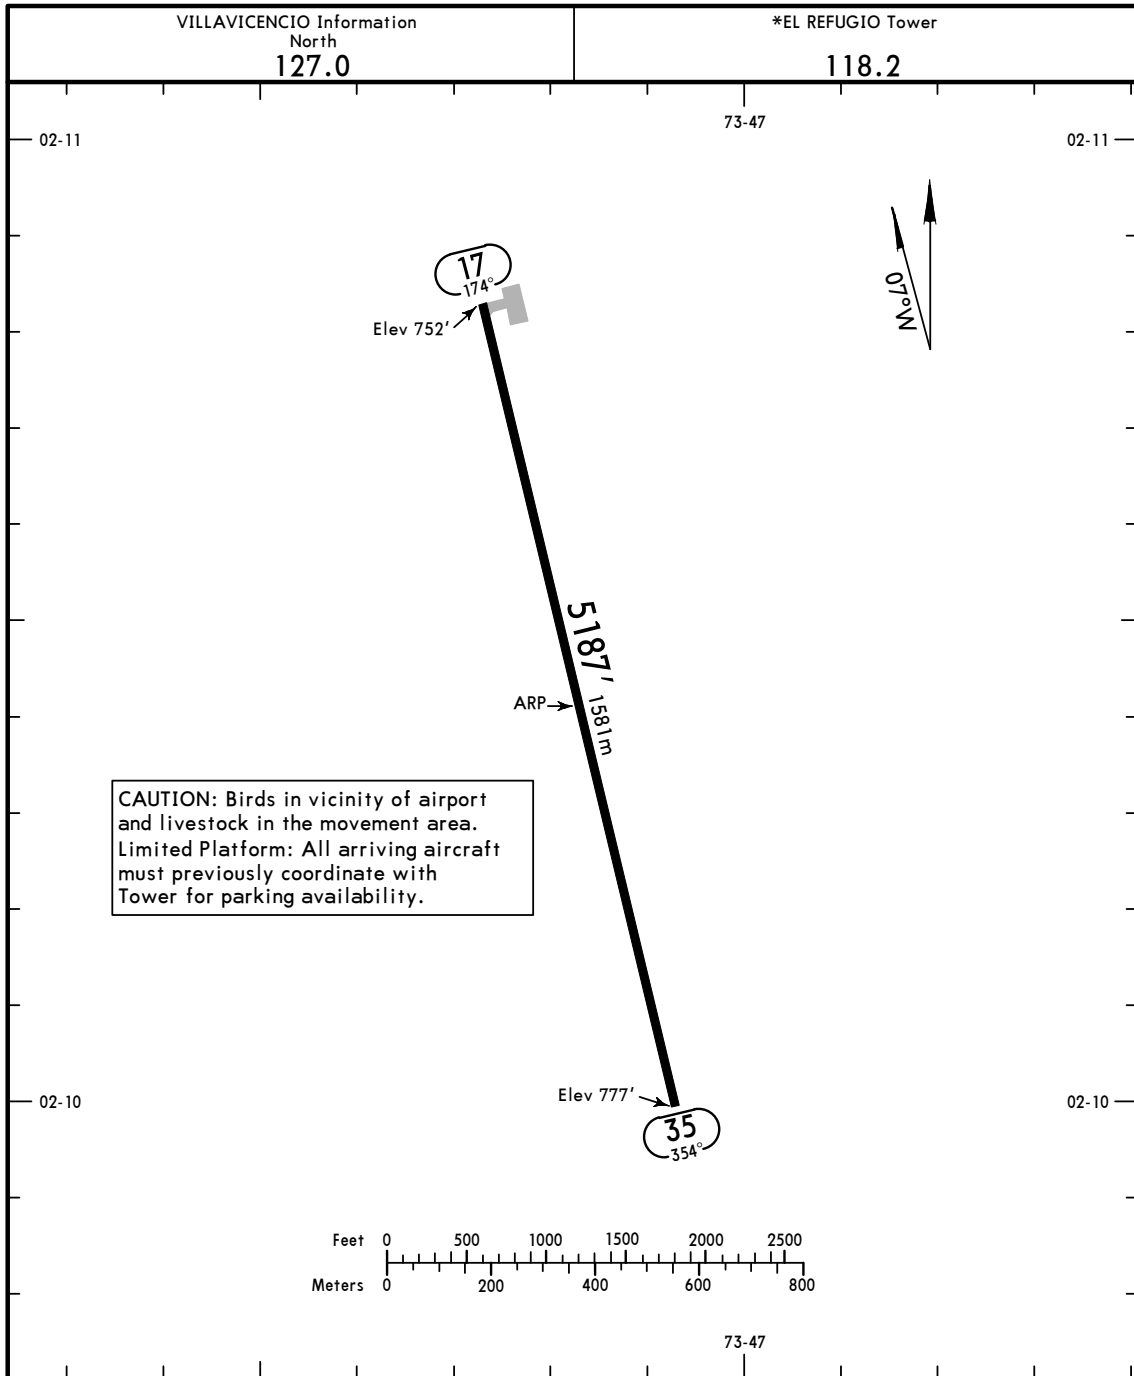 VILLAVICENCIO Information
North
127.0
*EL REFUGIO Tower
118.2
73-47
02-11
02-11
07°W
17
174°
Elev 752'
5187'
1581m
ARP
CAUTION: Birds in vicinity of airport
and livestock in the movement area.
Limited Platform: All arriving aircraft
must previously coordinate with
Tower for parking availability.
Elev 777'
02-10
02-10
35
354°
Feet 0 500 1000 1500 2000 2500
Meters 0 200 400 600 800
73-47